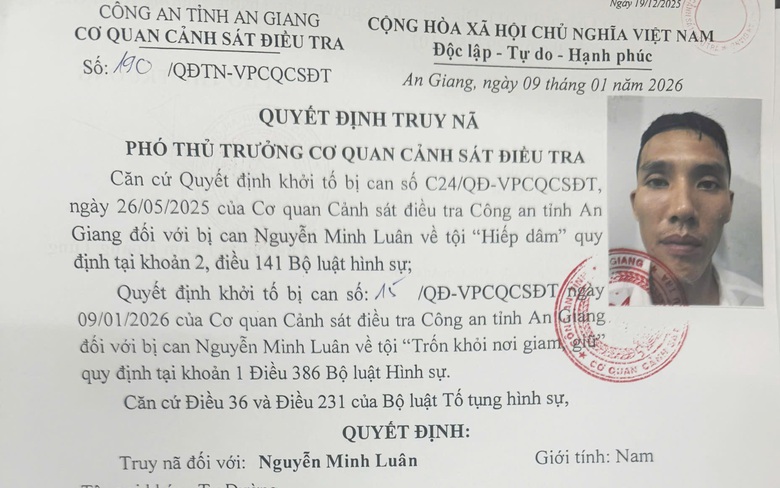 Ngày 19/12/2025
CÔNG AN TỈNH AN GIANG
CƠ QUAN CẢNH SÁT ĐIỀU TRA
Số: 190 /QĐTN-VPCQCSĐT
CỘNG HÒA XÃ HỘI CHỦ NGHĨA VIỆT NAM
Độc lập - Tự do - Hạnh phúc
An Giang, ngày 09 tháng 01 năm 2026
QUYẾT ĐỊNH TRUY NÃ
PHÓ THỦ TRƯỞNG CƠ QUAN CẢNH SÁT ĐIỀU TRA
Căn cứ Quyết định khởi tố bị can số C24/QĐ-VPCQCSĐT,
ngày 26/05/2025 của Cơ quan Cảnh sát điều tra Công an tỉnh An
Giang đối với bị can Nguyễn Minh Luân về tội “Hiếp dâm” quy
định tại khoản 2, điều 141 Bộ luật hình sự;
Quyết định khởi tố bị can số: 15 /QĐ-VPCQCSĐT, ngày
09/01/2026 của Cơ quan Cảnh sát điều tra Công an tỉnh An Giang
đối với bị can Nguyễn Minh Luân về tội “Trốn khỏi nơi giam, giữ”
quy định tại khoản 1 Điều 386 Bộ luật Hình sự.
Căn cứ Điều 36 và Điều 231 của Bộ luật Tố tụng hình sự,
QUYẾT ĐỊNH:
Truy nã đối với: Nguyễn Minh Luân Giới tính: Nam
CƠ QUAN CẢNH SÁT